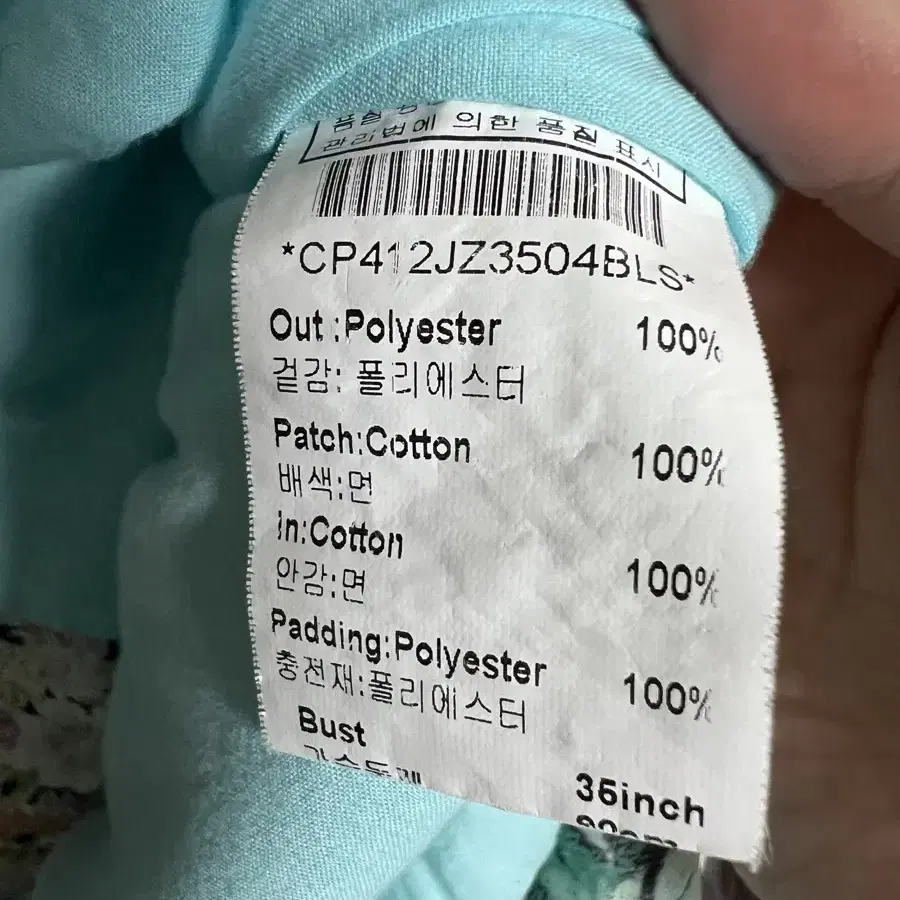 관리법에 의한 품질 표시
*CP412JZ3504BLS*
Out :Polyester 100%
겉감: 폴리에스터
Patch:Cotton 100%
배색:면
In:Cotton 100%
안감:면
Padding:Polyester 100%
충전재:폴리에스터
Bust 36inch